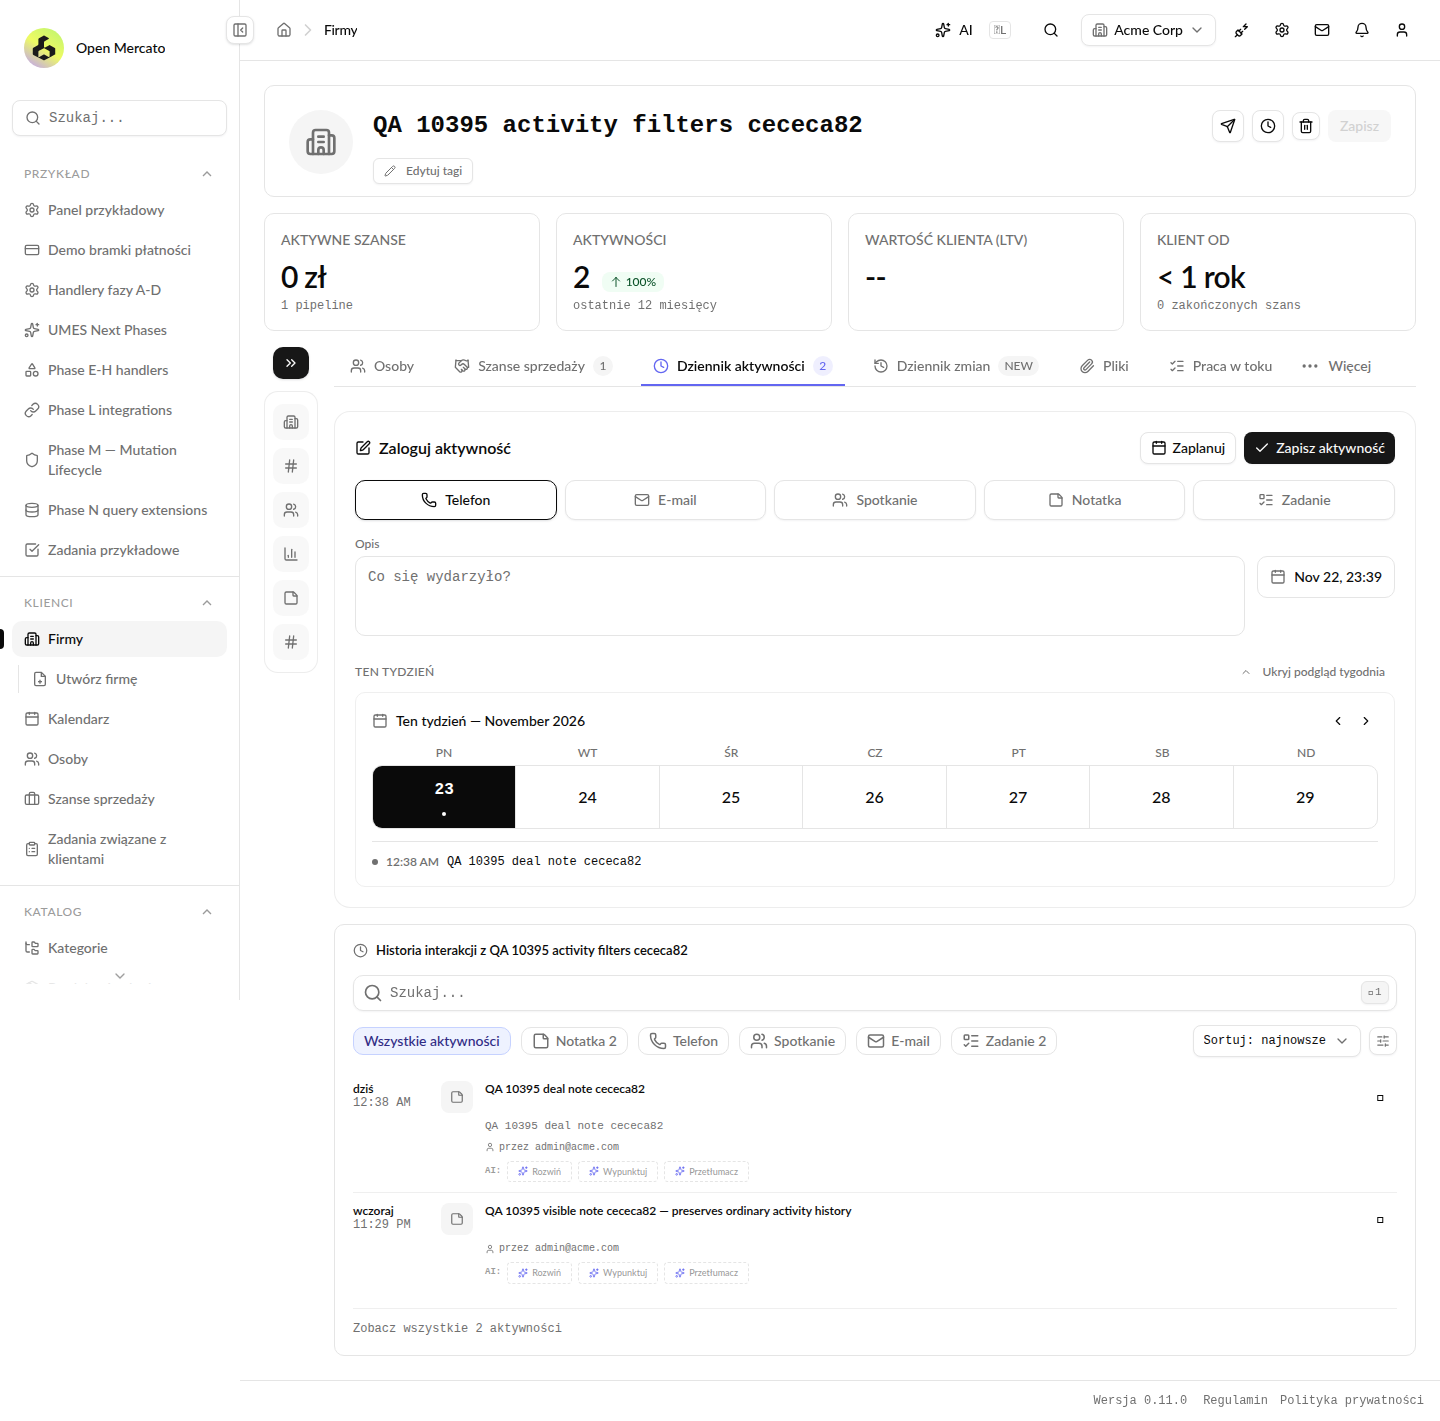 Open Mercato
Firmy
AI
L
Acme Corp
Szukaj...
PRZYKŁAD
Panel przykładowy
Demo bramki płatności
Handlery fazy A-D
UMES Next Phases
Phase E-H handlers
Phase L integrations
Phase M — Mutation
Lifecycle
Phase N query extensions
Zadania przykładowe
KLIENCI
Firmy
Utwórz firmę
Kalendarz
Osoby
Szanse sprzedaży
Zadania związane z
klientami
KATALOG
Kategorie
QA 10395 activity filters cececa82
Edytuj tagi
Zapisz
AKTYWNE SZANSE
0 zł
1 pipeline
AKTYWNOŚCI
2
↑ 100%
ostatnie 12 miesięcy
WARTOŚĆ KLIENTA (LTV)
--
KLIENT OD
< 1 rok
0 zakończonych szans
Osoby
Szanse sprzedaży 1
Dziennik aktywności 2
Dziennik zmian NEW
Pliki
Praca w toku
Więcej
Zaloguj aktywność
Zaplanuj
Zapisz aktywność
Telefon
E-mail
Spotkanie
Notatka
Zadanie
Opis
Co się wydarzyło?
Nov 22, 23:39
TEN TYDZIEŃ
Ukryj podgląd tygodnia
Ten tydzień — November 2026
PN WT ŚR CZ PT SB ND
23 24 25 26 27 28 29
12:38 AM QA 10395 deal note cececa82
Historia interakcji z QA 10395 activity filters cececa82
Szukaj...
1
Wszystkie aktywności
Notatka 2
Telefon
Spotkanie
E-mail
Zadanie 2
Sortuj: najnowsze
dziś
12:38 AM
QA 10395 deal note cececa82
QA 10395 deal note cececa82
przez admin@acme.com
AI: Rozwiń Wypunktuj Przetłumacz
wczoraj
11:29 PM
QA 10395 visible note cececa82 — preserves ordinary activity history
przez admin@acme.com
AI: Rozwiń Wypunktuj Przetłumacz
Zobacz wszystkie 2 aktywności
Wersja 0.11.0 Regulamin Polityka prywatności